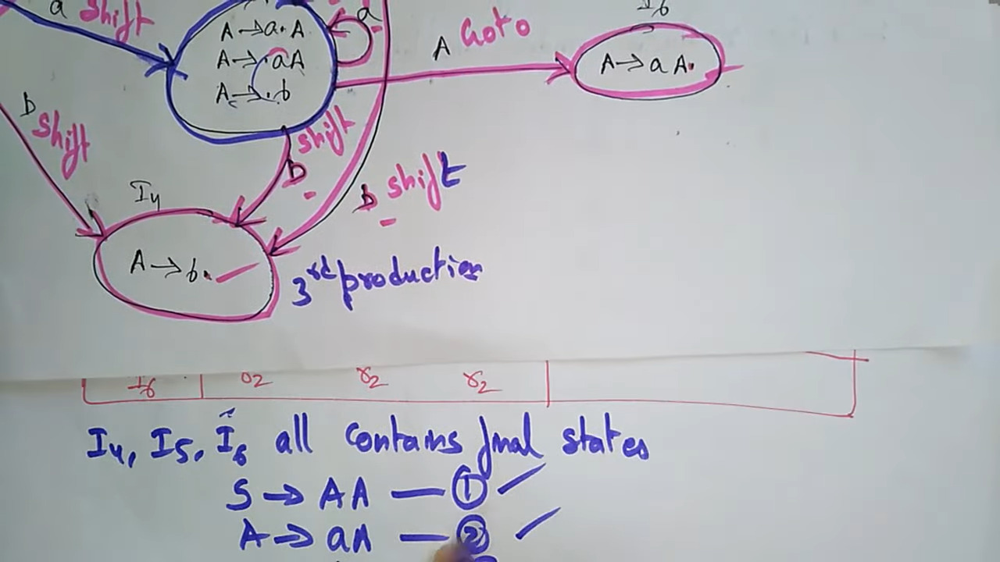 a shift
a
I6
A→a.A
A Goto
A→.aA
A→aA.
A→.b
b shift
shift
b
b shift
I4
A→b.
3rd production
I6 r2 r2 r2
I4, I5, I6 all contains final states
S → AA — ①
A → aA — ②